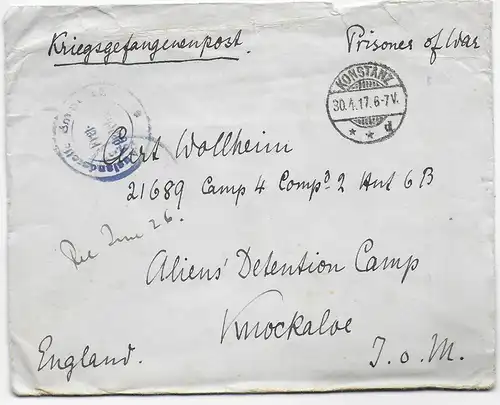 Kriegsgefangenenpost.
Prisoner of War
KONSTANZ
30.4.17.6-7V.
* * d
Auslandsstelle
Curt Wollheim
21689 Camp 4 Compd 2 Hut 6B
Rec June 26.
Aliens' Detention Camp
Knockaloe
England.
I.o.M.